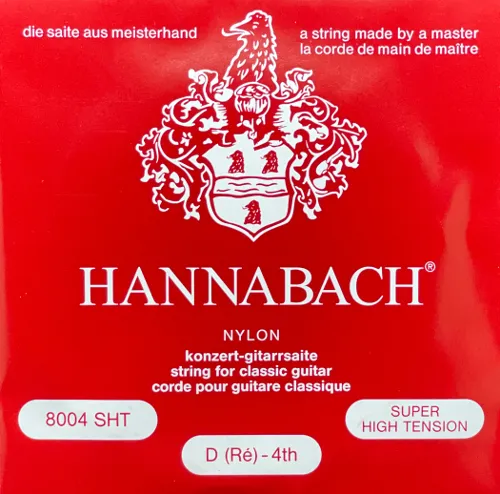 die saite aus meisterhand
a string made by a master
la corde de main de maître
HANNABACH®
NYLON
konzert-gitarrsaite
string for classic guitar
corde pour guitare classique
8004 SHT
SUPER
HIGH TENSION
D (Ré) - 4th